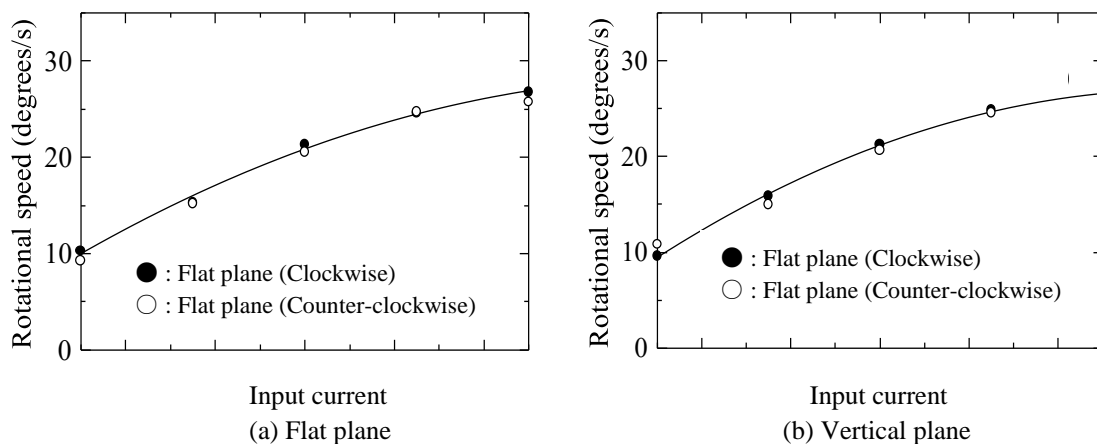 Rotational speed (degrees/s)
30
20
10
0
● : Flat plane (Clockwise)
○ : Flat plane (Counter-clockwise)
Input current
(a) Flat plane
Rotational speed (degrees/s)
30
20
10
0
● : Flat plane (Clockwise)
○ : Flat plane (Counter-clockwise)
Input current
(b) Vertical plane